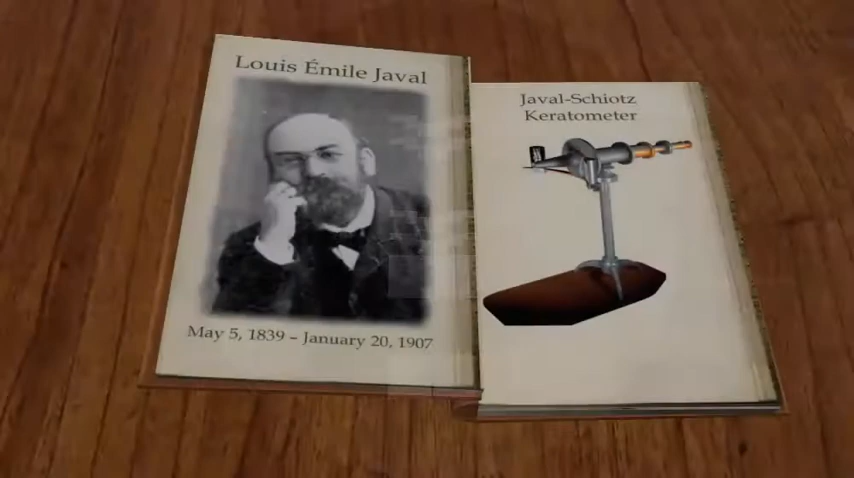 Louis Émile Javal
May 5, 1839 – January 20, 1907
Javal-Schiotz
Keratometer